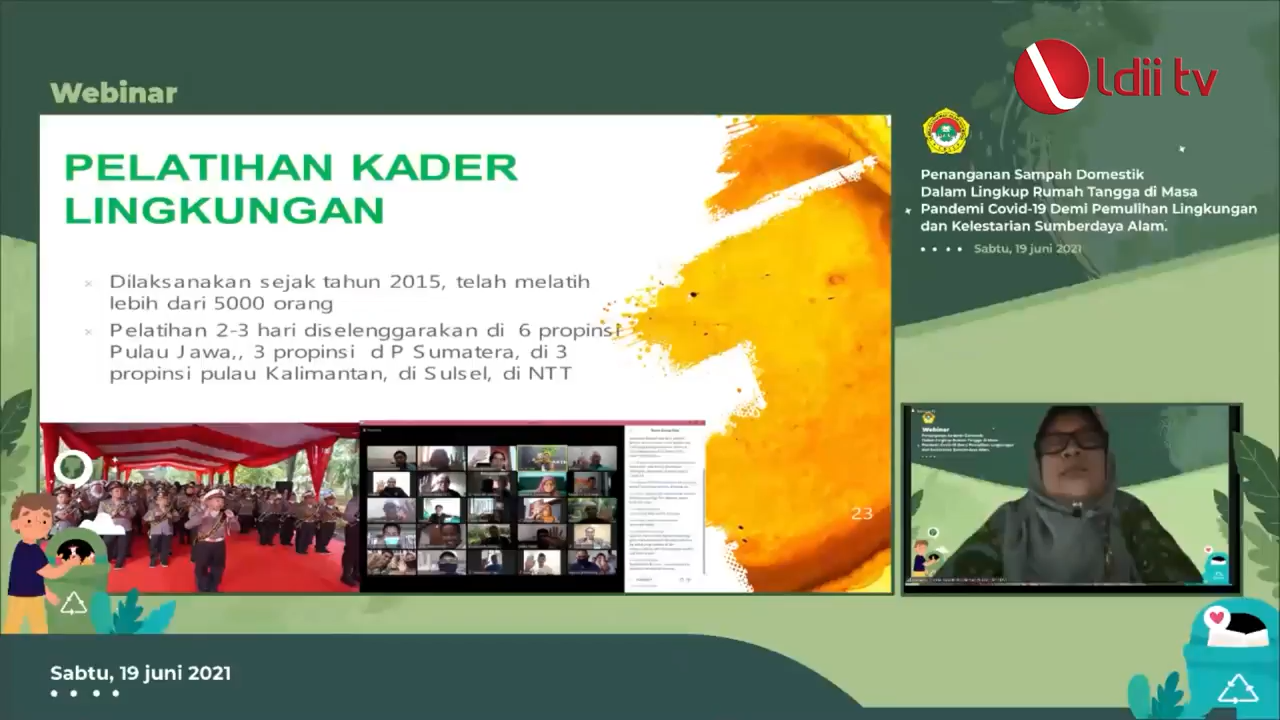 Webinar
ldii tv
PELATIHAN KADER
LINGKUNGAN
× Dilaksanakan sejak tahun 2015, telah melatih
lebih dari 5000 orang
× Pelatihan 2-3 hari diselenggarakan di 6 propinsi
Pulau Jawa,, 3 propinsi d P Sumatera, di 3
propinsi pulau Kalimantan, di Sulsel, di NTT
23
Penanganan Sampah Domestik
Dalam Lingkup Rumah Tangga di Masa
Pandemi Covid-19 Demi Pemulihan Lingkungan
dan Kelestarian Sumberdaya Alam.
Sabtu, 19 juni 2021
Webinar
Sabtu, 19 juni 2021